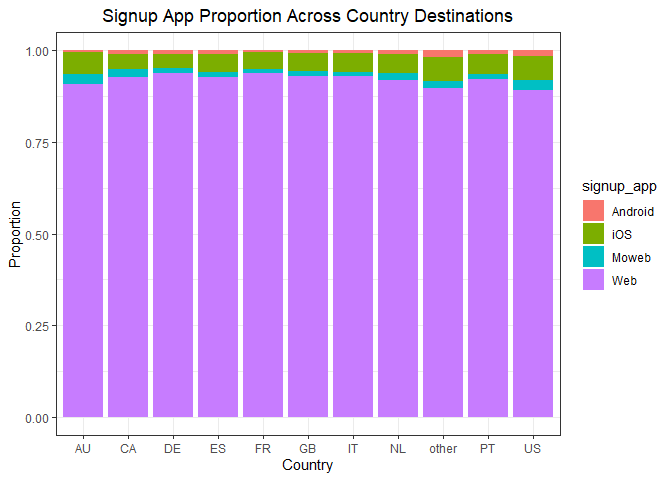 Signup App Proportion Across Country Destinations
Proportion
1.00
0.75
0.50
0.25
0.00
AU CA DE ES FR GB IT NL other PT US
Country
signup_app
Android
iOS
Moweb
Web